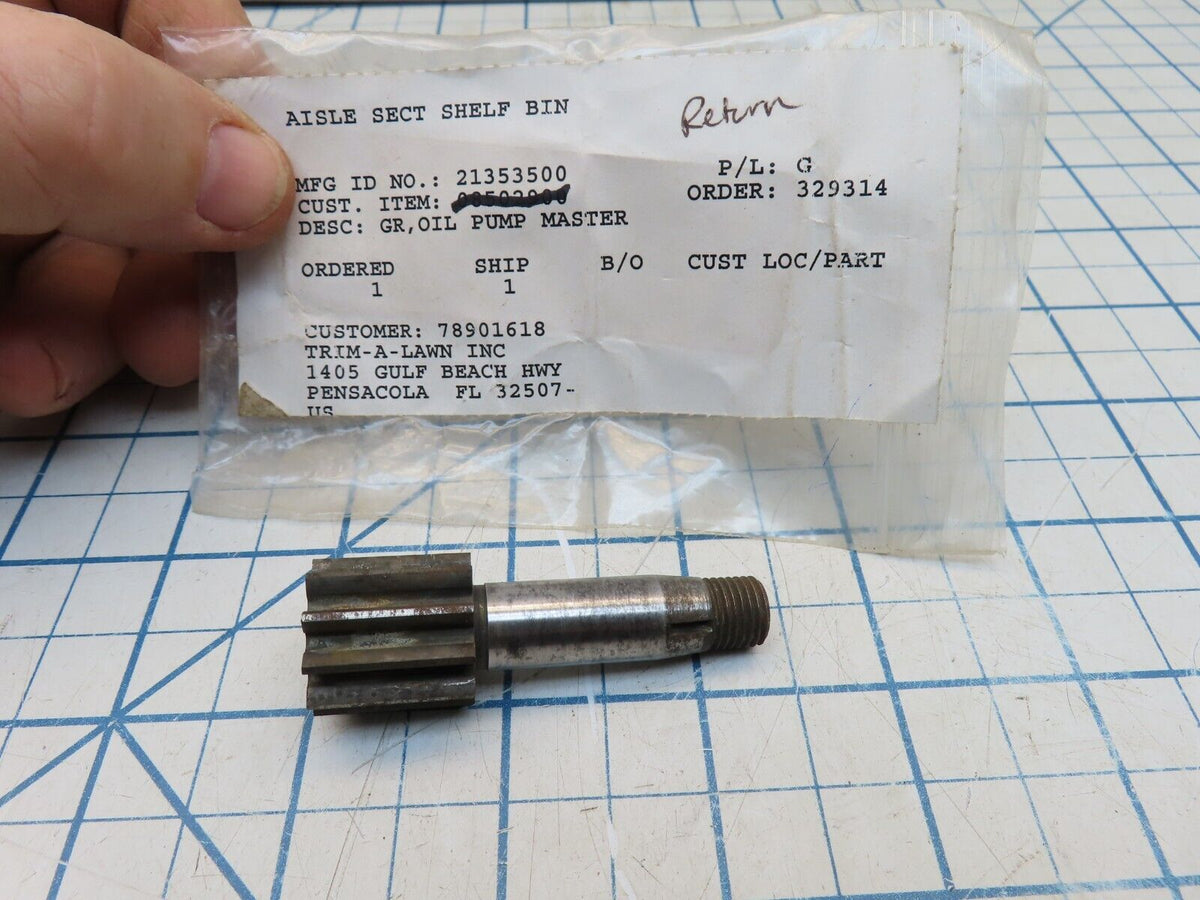 AISLE SECT SHELF BIN
Return
MFG ID NO.: 21353500 P/L: G
CUST. ITEM: ORDER: 329314
DESC: GR,OIL PUMP MASTER
ORDERED SHIP B/O CUST LOC/PART
1 1
CUSTOMER: 78901618
TRIM-A-LAWN INC
1405 GULF BEACH HWY
PENSACOLA FL 32507-
US